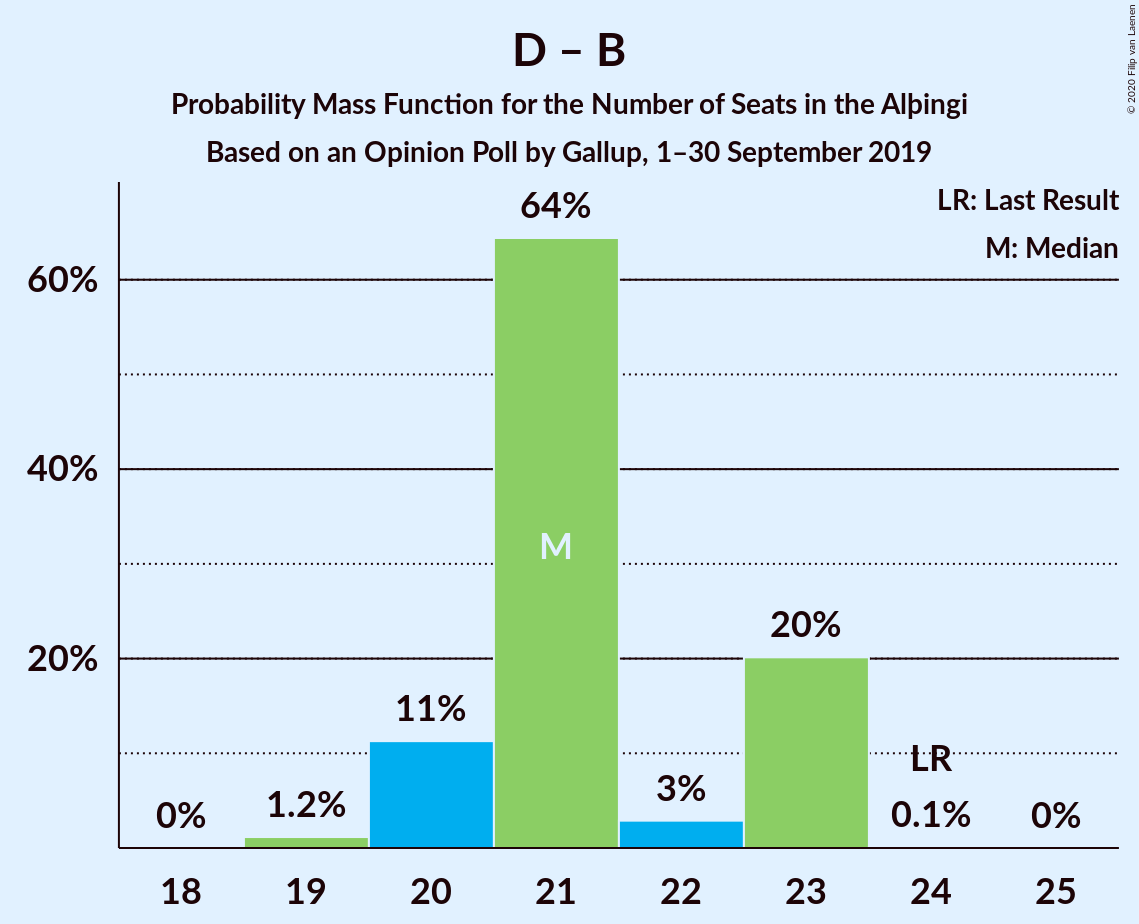 D – B
Probability Mass Function for the Number of Seats in the Alþingi
Based on an Opinion Poll by Gallup, 1–30 September 2019
© 2020 Filip van Laenen
LR: Last Result
M: Median
60%
40%
20%
0%
1.2%
11%
64%
M
3%
20%
LR
0.1%
0%
18 19 20 21 22 23 24 25